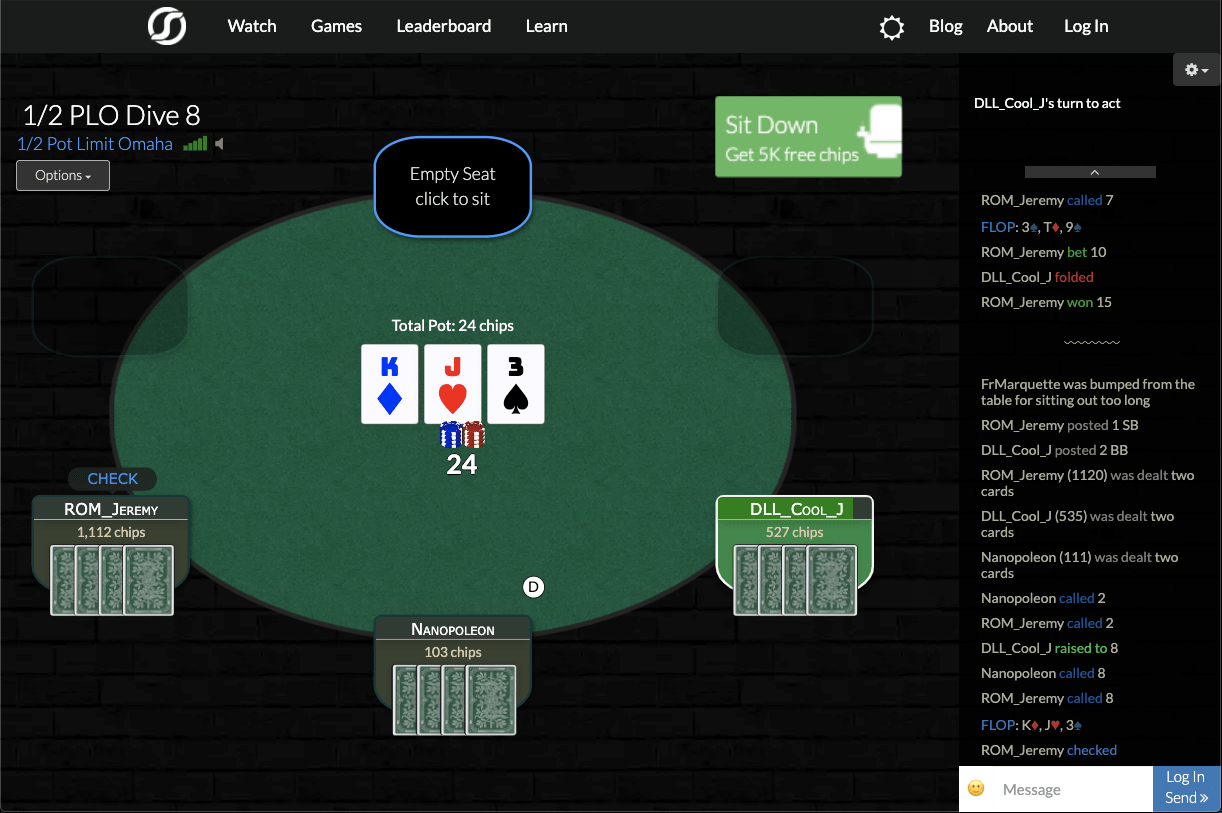 Watch Games Leaderboard Learn Blog About Log In
1/2 PLO Dive 8
1/2 Pot Limit Omaha
Options
Sit Down
Get 5K free chips
Empty Seat
click to sit
Total Pot: 24 chips
K J 3
24
CHECK
ROM_Jeremy
1,112 chips
DLL_Cool_J
527 chips
D
Nanopoleon
103 chips
DLL_Cool_J's turn to act
ROM_Jeremy called 7
FLOP: 3♠, T♦, 9♠
ROM_Jeremy bet 10
DLL_Cool_J folded
ROM_Jeremy won 15
FrMarquette was bumped from the
table for sitting out too long
ROM_Jeremy posted 1 SB
DLL_Cool_J posted 2 BB
ROM_Jeremy (1120) was dealt two
cards
DLL_Cool_J (535) was dealt two
cards
Nanopoleon (111) was dealt two
cards
Nanopoleon called 2
ROM_Jeremy called 2
DLL_Cool_J raised to 8
Nanopoleon called 8
ROM_Jeremy called 8
FLOP: K♦, J♥, 3♠
ROM_Jeremy checked
Message
Log In
Send »